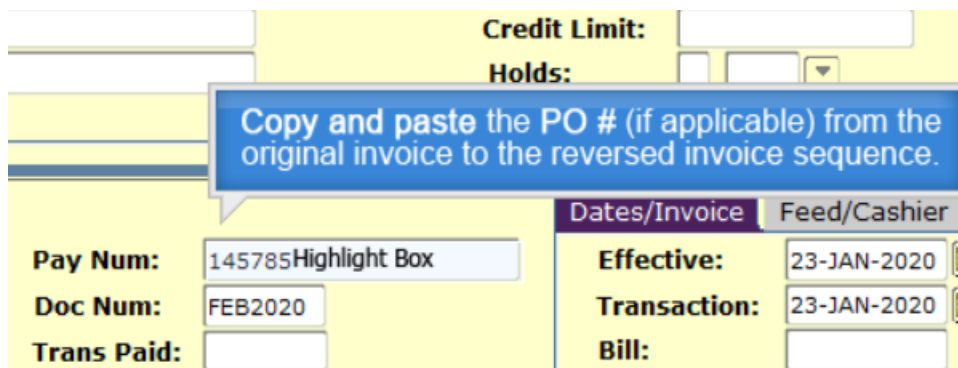 Credit Limit:
Holds:
Copy and paste the PO # (if applicable) from the
original invoice to the reversed invoice sequence.
Dates/Invoice Feed/Cashier
Pay Num: 145785Highlight Box Effective: 23-JAN-2020
Doc Num: FEB2020 Transaction: 23-JAN-2020
Trans Paid: Bill: